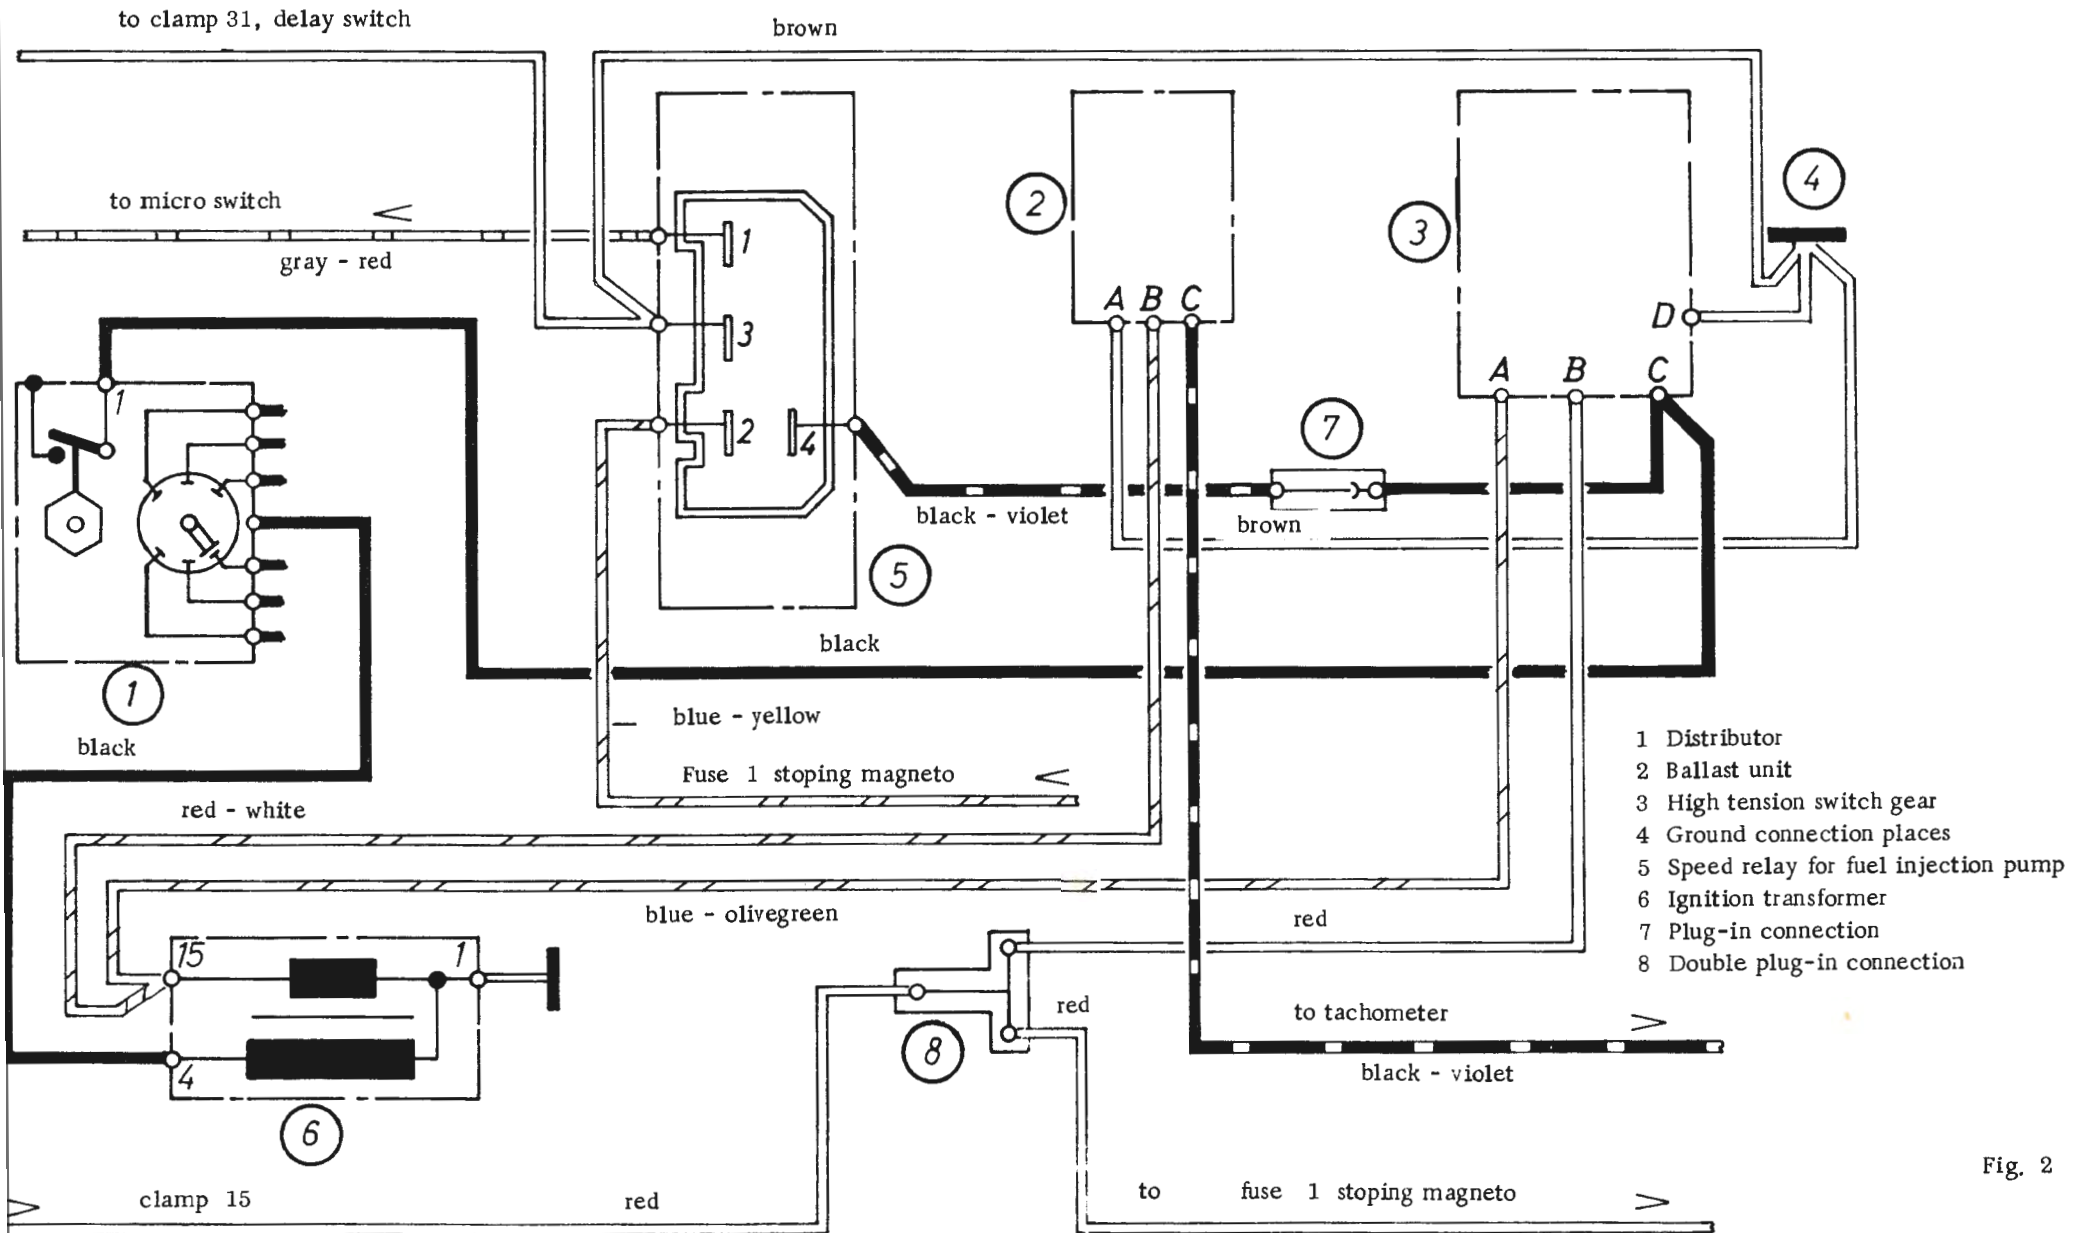 to clamp 31, delay switch
brown
to micro switch
<
gray - red
1
3
2
4
5
2
A B C
3
D
A B C
4
7
black - violet
brown
1
1
black
black
blue - yellow
Fuse 1 stoping magneto
<
red - white
blue - olivegreen
15
1
4
6
red
8
red
to tachometer
>
black - violet
1 Distributor
2 Ballast unit
3 High tension switch gear
4 Ground connection places
5 Speed relay for fuel injection pump
6 Ignition transformer
7 Plug-in connection
8 Double plug-in connection
> clamp 15
red
to fuse 1 stoping magneto
>
Fig. 2